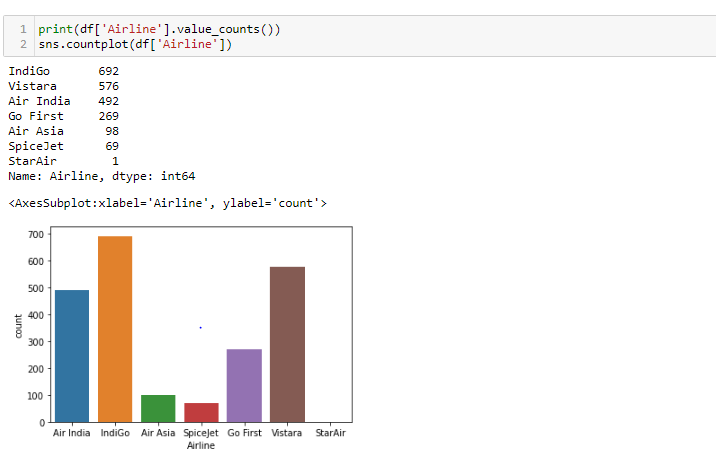 1 print(df['Airline'].value_counts())
2 sns.countplot(df['Airline'])
IndiGo 692
Vistara 576
Air India 492
Go First 269
Air Asia 98
SpiceJet 69
StarAir 1
Name: Airline, dtype: int64
<AxesSubplot:xlabel='Airline', ylabel='count'>
700
600
500
400
300
200
100
0
count
Air India IndiGo Air Asia SpiceJet Go First Vistara StarAir
Airline